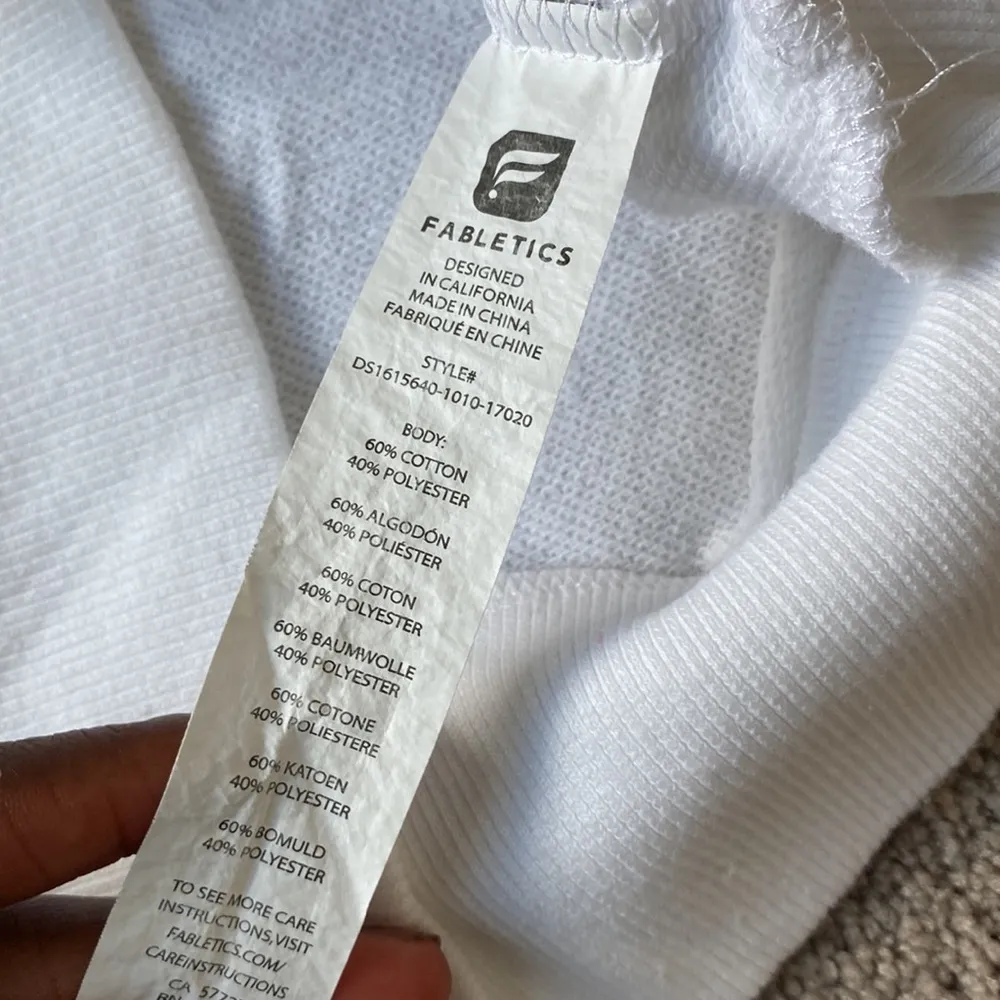 FABLETICS
DESIGNED
IN CALIFORNIA
MADE IN CHINA
FABRIQUÉ EN CHINE
STYLE#
DS1615640-1010-17020
BODY:
60% COTTON
40% POLYESTER
60% ALGODÓN
40% POLIÉSTER
60% COTON
40% POLYESTER
60% BAUMWOLLE
40% POLYESTER
60% COTONE
40% POLIESTERE
60% KATOEN
40% POLYESTER
60% BOMULD
40% POLYESTER
TO SEE MORE CARE
INSTRUCTIONS, VISIT
FABLETICS.COM/
CAREINSTRUCTIONS
CA